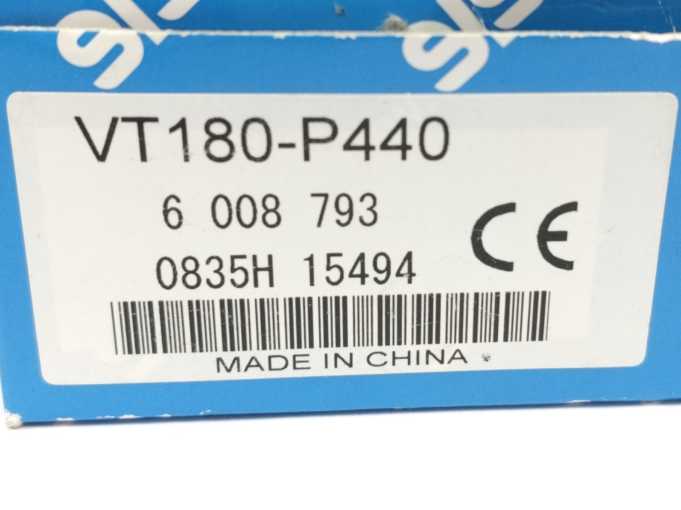 VT180-P440
6 008 793
0835H 15494
CE
MADE IN CHINA